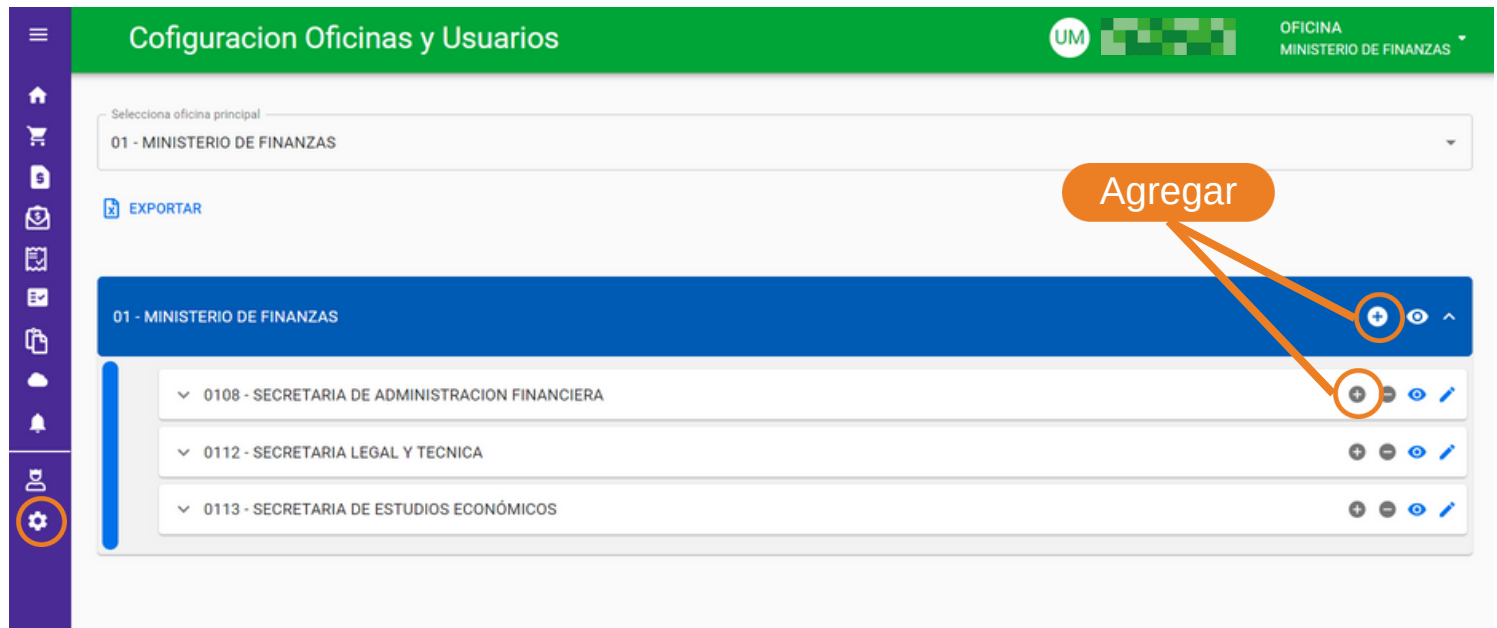 Cofiguracion Oficinas y Usuarios
UM
OFICINA
MINISTERIO DE FINANZAS
Selecciona oficina principal
01 - MINISTERIO DE FINANZAS
Agregar
EXPORTAR
01 - MINISTERIO DE FINANZAS
0108 - SECRETARIA DE ADMINISTRACION FINANCIERA
0112 - SECRETARIA LEGAL Y TECNICA
0113 - SECRETARIA DE ESTUDIOS ECONÓMICOS